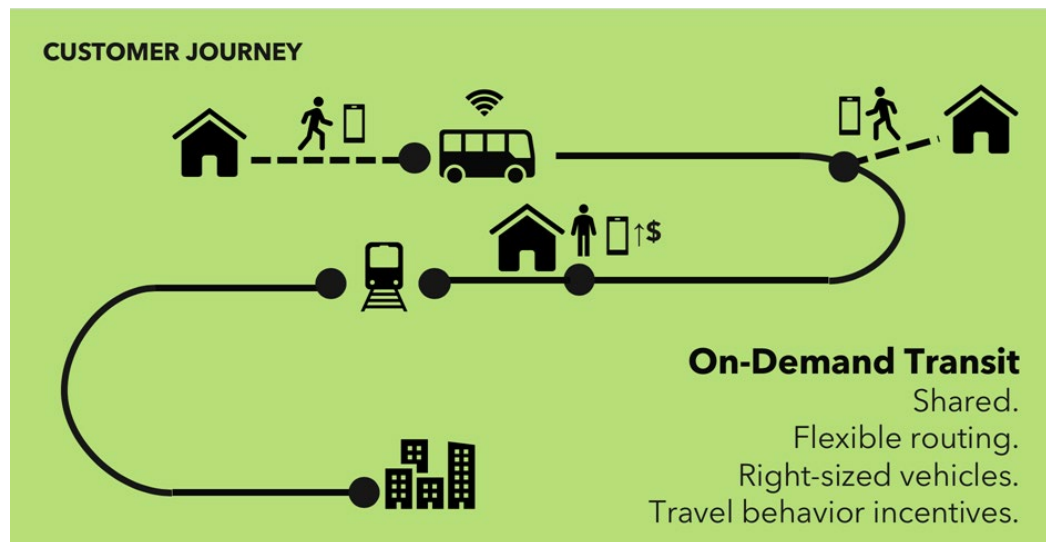 CUSTOMER JOURNEY
↑$
On-Demand Transit
Shared.
Flexible routing.
Right-sized vehicles.
Travel behavior incentives.